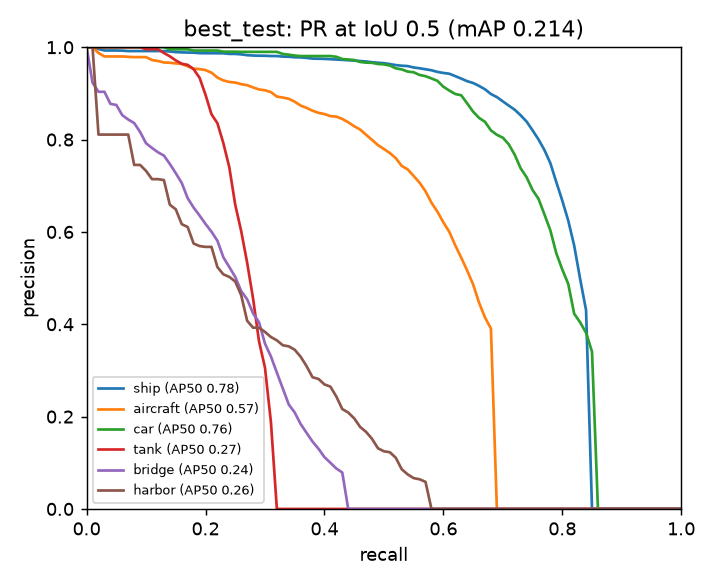 best_test: PR at IoU 0.5 (mAP 0.214)
1.0
0.8
0.6
0.4
0.2
0.0
precision
ship (AP50 0.78)
aircraft (AP50 0.57)
car (AP50 0.76)
tank (AP50 0.27)
bridge (AP50 0.24)
harbor (AP50 0.26)
0.0 0.2 0.4 0.6 0.8 1.0
recall